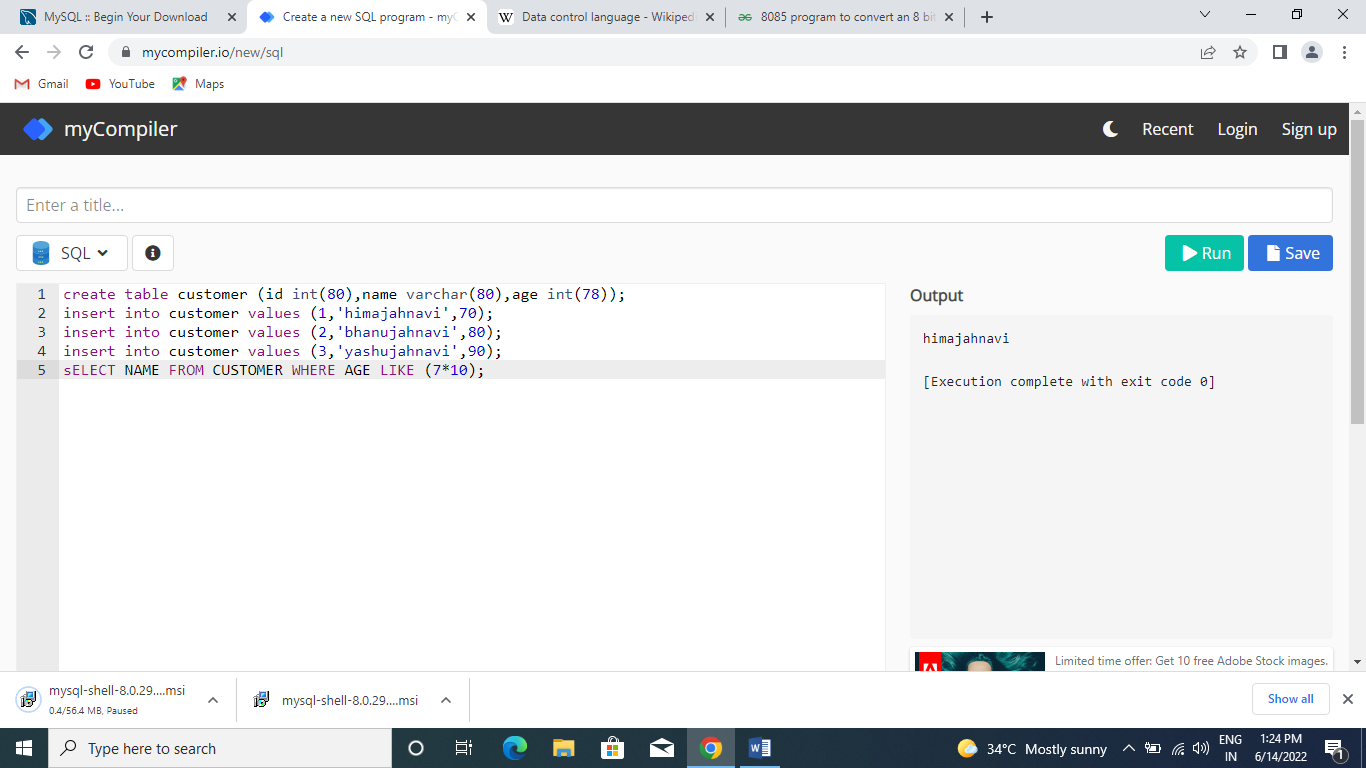 MySQL :: Begin Your Download
Create a new SQL program - myC
Data control language - Wikiped
8085 program to convert an 8 bit
mycompiler.io/new/sql
Gmail YouTube Maps
myCompiler
Recent Login Sign up
Enter a title...
SQL
Run Save
1 create table customer (id int(80),name varchar(80),age int(78));
2 insert into customer values (1,'himajahnavi',70);
3 insert into customer values (2,'bhanujahnavi',80);
4 insert into customer values (3,'yashujahnavi',90);
5 sELECT NAME FROM CUSTOMER WHERE AGE LIKE (7*10);
Output
himajahnavi
[Execution complete with exit code 0]
Limited time offer: Get 10 free Adobe Stock images.
mysql-shell-8.0.29....msi
0.4/56.4 MB, Paused
mysql-shell-8.0.29....msi
Show all
Type here to search
34°C Mostly sunny
ENG
IN
1:24 PM
6/14/2022
1